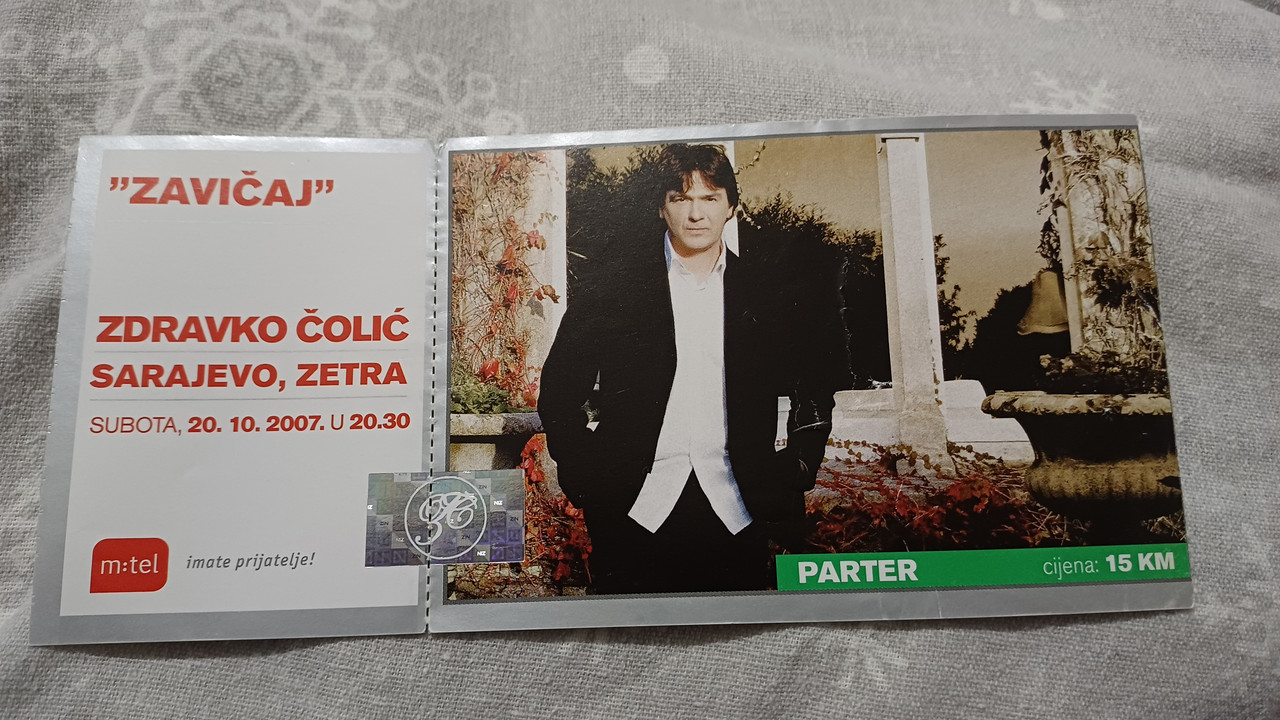 ”ZAVIČAJ”
ZDRAVKO ČOLIĆ
SARAJEVO, ZETRA
SUBOTA, 20. 10. 2007. U 20.30
m:tel imate prijatelje!
PARTER cijena: 15 KM